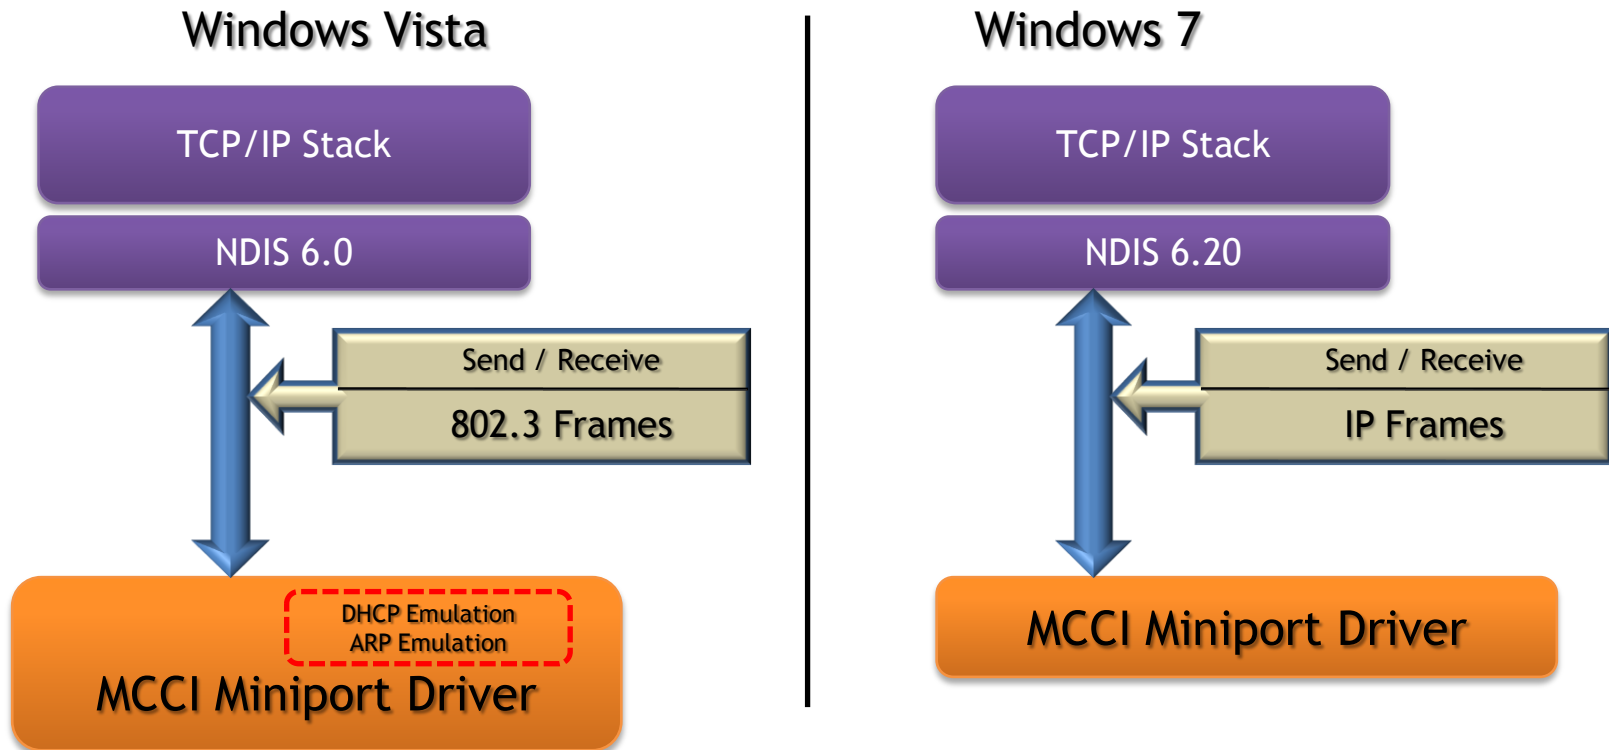 Windows Vista
TCP/IP Stack
NDIS 6.0
Send / Receive
802.3 Frames
DHCP Emulation
ARP Emulation
MCCI Miniport Driver
Windows 7
TCP/IP Stack
NDIS 6.20
Send / Receive
IP Frames
MCCI Miniport Driver